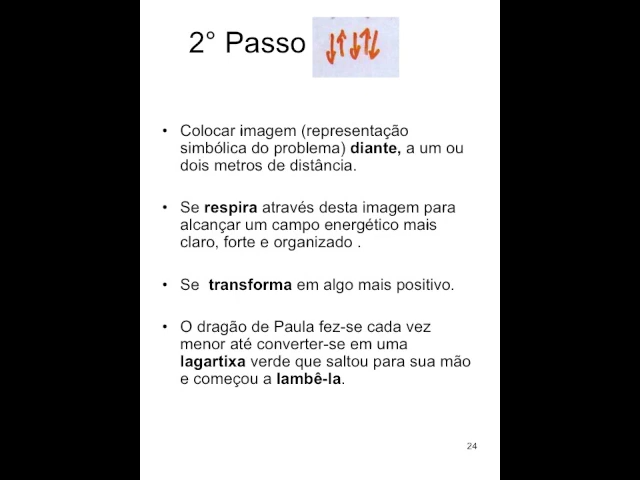 2° Passo
• Colocar imagem (representação
simbólica do problema) diante, a um ou
dois metros de distância.
• Se respira através desta imagem para
alcançar um campo energético mais
claro, forte e organizado .
• Se  transforma em algo mais positivo.
• O dragão de Paula fez-se cada vez
menor até converter-se em uma
lagartixa verde que saltou para sua mão
e começou a lambê-la.
24